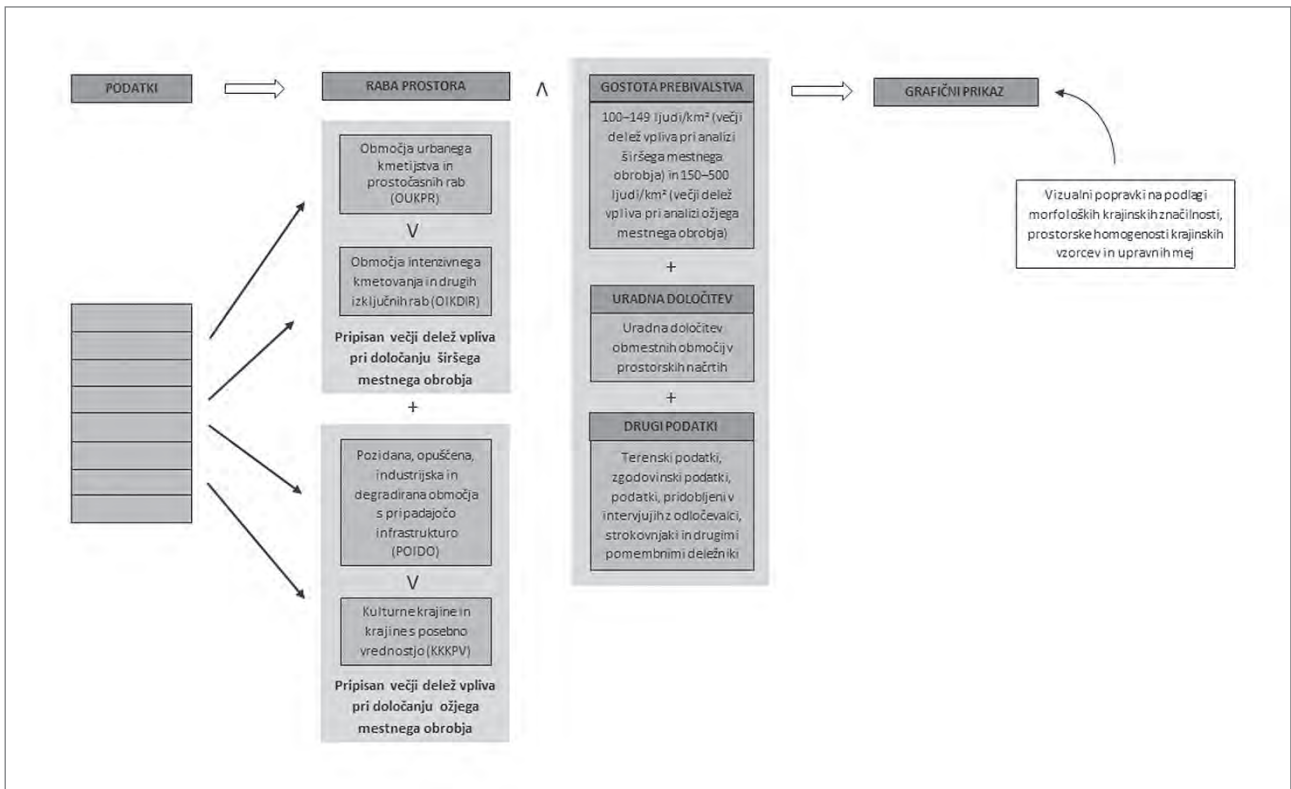 PODATKI
RABA PROSTORA
Λ
GOSTOTA PREBIVALSTVA
GRAFIČNI PRIKAZ
Območja urbanega
kmetijstva in
prostočasnih rab
(OUKPR)
V
Območja intenzivnega
kmetovanja in drugih
izključnih rab (OIKDIR)
Pripisan večji delež vpliva
pri določanju širšega
mestnega obrobja
+
Pozidana, opuščena,
industrijska in
degradirana območja
s pripadajočo
infrastrukturo
(POIDO)
V
Kulturne krajine in
krajine s posebno
vrednostjo (KKKPV)
Pripisan večji delež vpliva
pri določanju ožjega
mestnega obrobja
100–149 ljudi/km² (večji
delež vpliva pri analizi
širšega mestnega
obrobja) in 150–500
ljudi/km² (večji delež
vpliva pri analizi ožjega
mestnega obrobja)
+
URADNA DOLOČITEV
Uradna določitev
obmestnih območij v
prostorskih načrtih
+
DRUGI PODATKI
Terenski podatki,
zgodovinski podatki,
podatki, pridobljeni v
intervjujih z odločevalci,
strokovnjaki in drugimi
pomembnimi deležniki
Vizualni popravki na podlagi
morfoloških krajinskih značilnosti,
prostorske homogenosti krajinskih
vzorcev in upravnih mej